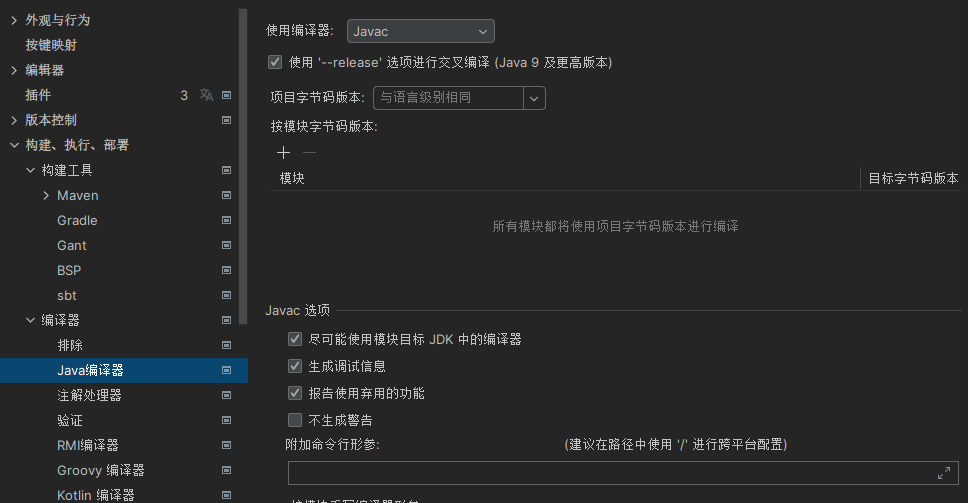 外观与行为
按键映射
编辑器
插件 3
版本控制
构建、执行、部署
构建工具
Maven
Gradle
Gant
BSP
sbt
编译器
排除
Java编译器
注解处理器
验证
RMI编译器
Groovy 编译器
Kotlin 编译器
使用编译器: Javac
使用 '--release' 选项进行交叉编译 (Java 9 及更高版本)
项目字节码版本: 与语言级别相同
按模块字节码版本:
模块 目标字节码版本
所有模块都将使用项目字节码版本进行编译
Javac 选项
尽可能使用模块目标 JDK 中的编译器
生成调试信息
报告使用弃用的功能
不生成警告
附加命令行形参: (建议在路径中使用 '/' 进行跨平台配置)